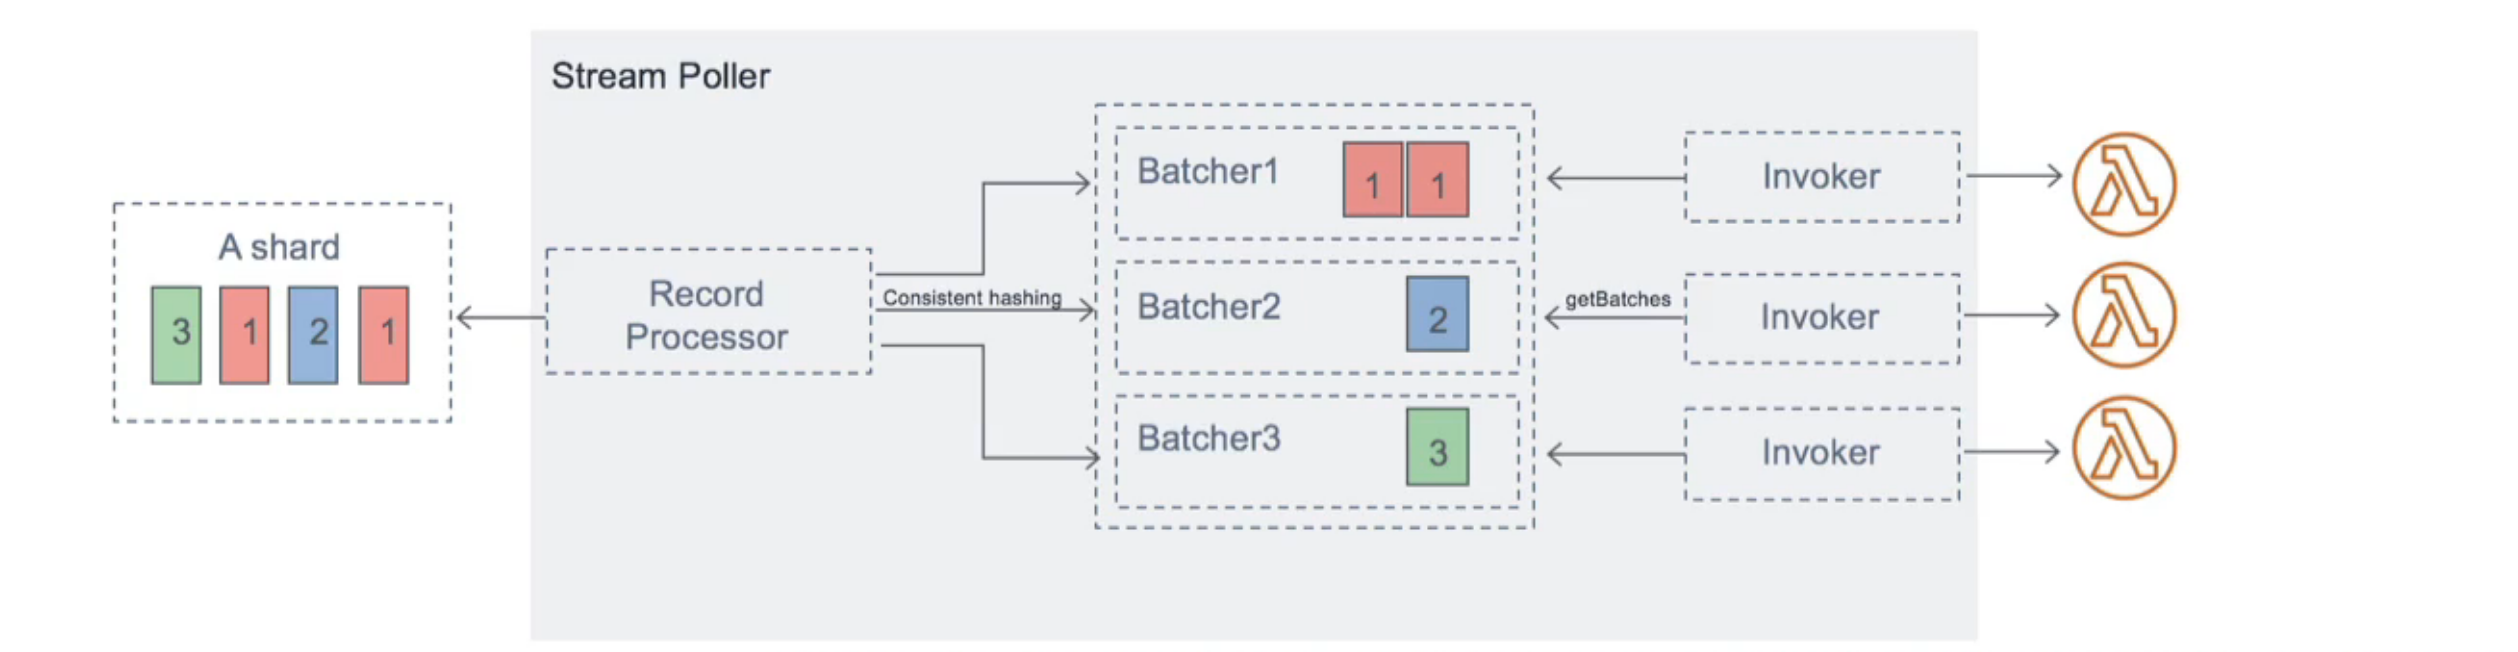 Stream Poller
A shard
3 1 2 1
Record
Processor
Consistent hashing
Batcher1
1 1
Batcher2
2
Batcher3
3
getBatches
Invoker
Invoker
Invoker